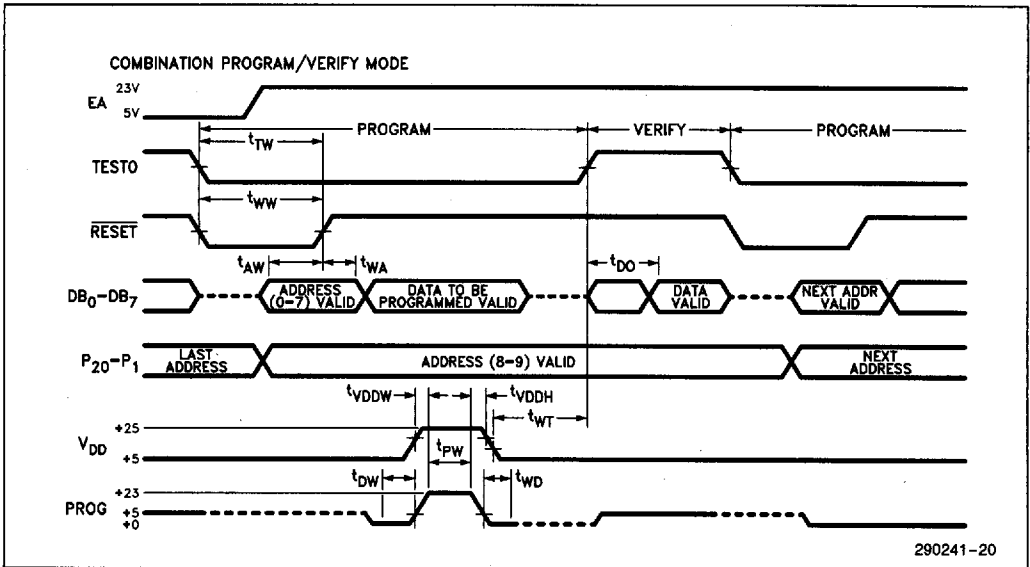 COMBINATION PROGRAM/VERIFY MODE
EA
23V
5V
PROGRAM
VERIFY
PROGRAM
tTW
TEST0
tWW
RESET
tAW
tWA
tDO
DB0-DB7
ADDRESS
(0-7) VALID
DATA TO BE
PROGRAMMED VALID
DATA
VALID
NEXT ADDR
VALID
P20-P1
LAST
ADDRESS
ADDRESS (8-9) VALID
NEXT
ADDRESS
tVDDW
tVDDH
tWT
VDD
+25
+5
tPW
tDW
tWD
PROG
+23
+5
+0
290241-20